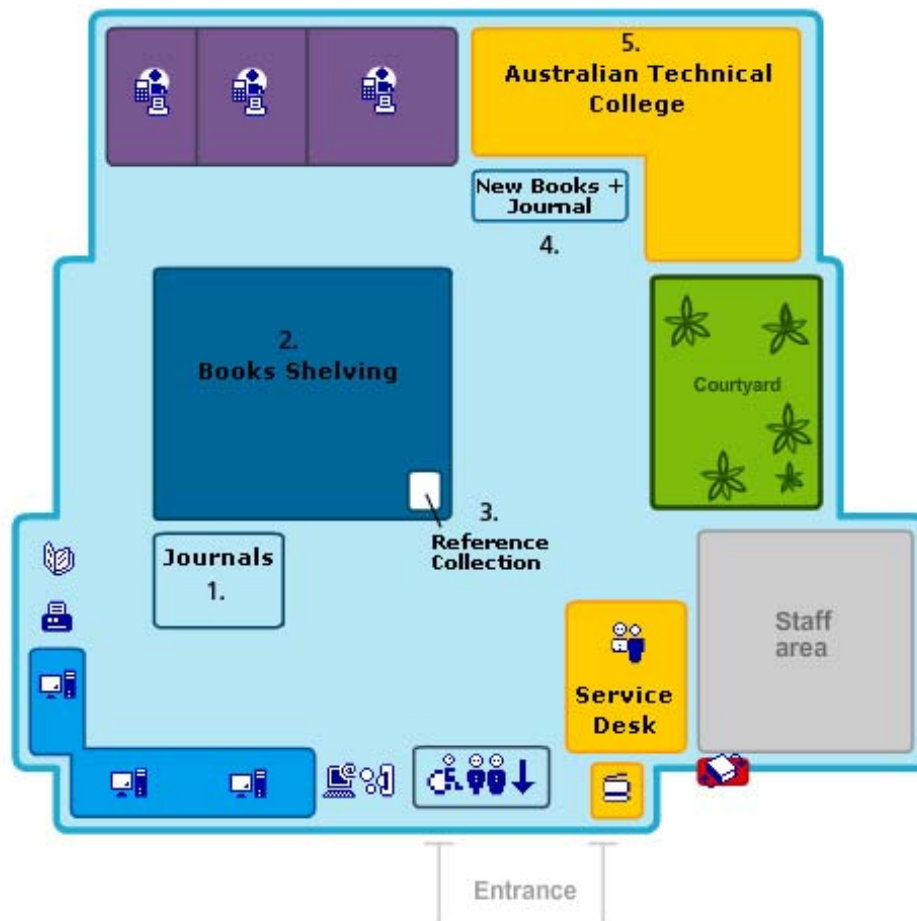 5.
Australian Technical
College
New Books +
Journal
4.
2.
Books Shelving
Courtyard
3.
Reference
Collection
Journals
1.
Staff
area
Service
Desk
Entrance